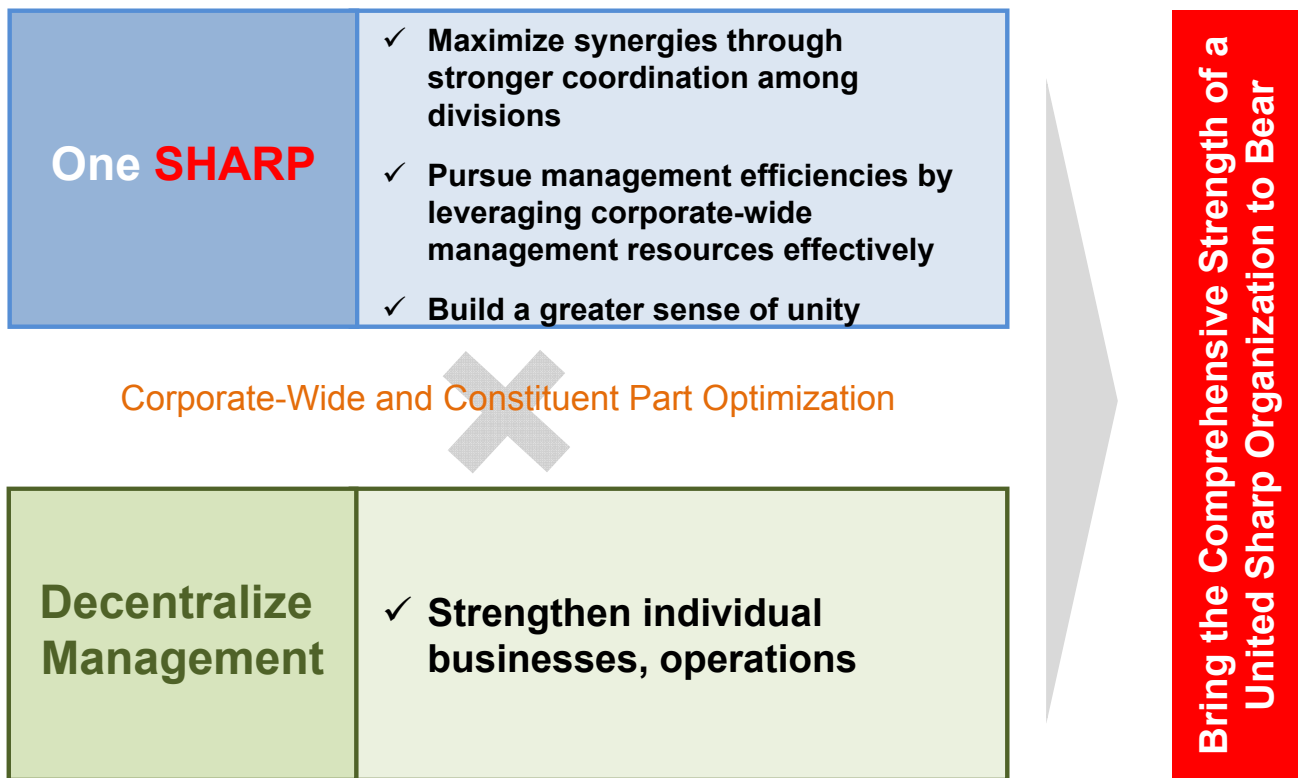 One SHARP
✓ Maximize synergies through
stronger coordination among
divisions
✓ Pursue management efficiencies by
leveraging corporate-wide
management resources effectively
✓ Build a greater sense of unity
Corporate-Wide and Constituent Part Optimization
Decentralize
Management
✓ Strengthen individual
businesses, operations
Bring the Comprehensive Strength of a
United Sharp Organization to Bear